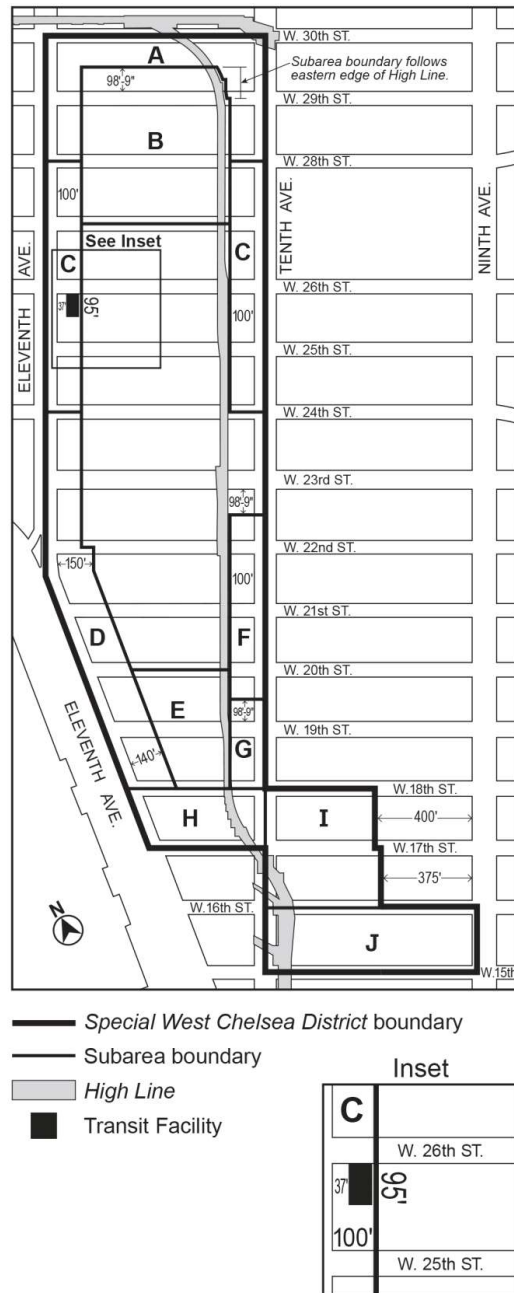 W. 30th ST.
A
Subarea boundary follows
eastern edge of High Line.
98'-9"
W. 29th ST.
B
W. 28th ST.
100'
TENTH AVE.
NINTH AVE.
See Inset
ELEVENTH AVE.
C
C
W. 26th ST.
37'
95'
100'
W. 25th ST.
W. 24th ST.
W. 23rd ST.
98'-9"
W. 22nd ST.
150'
100'
W. 21st ST.
D
F
W. 20th ST.
E
98'-9"
W. 19th ST.
ELEVENTH AVE.
140'
G
W.18th ST.
H
I
400'
W.17th ST.
375'
W.16th ST.
N
J
W.15th
Special West Chelsea District boundary
Subarea boundary
High Line
Transit Facility
Inset
C
W. 26th ST.
37'
95'
100'
W. 25th ST.